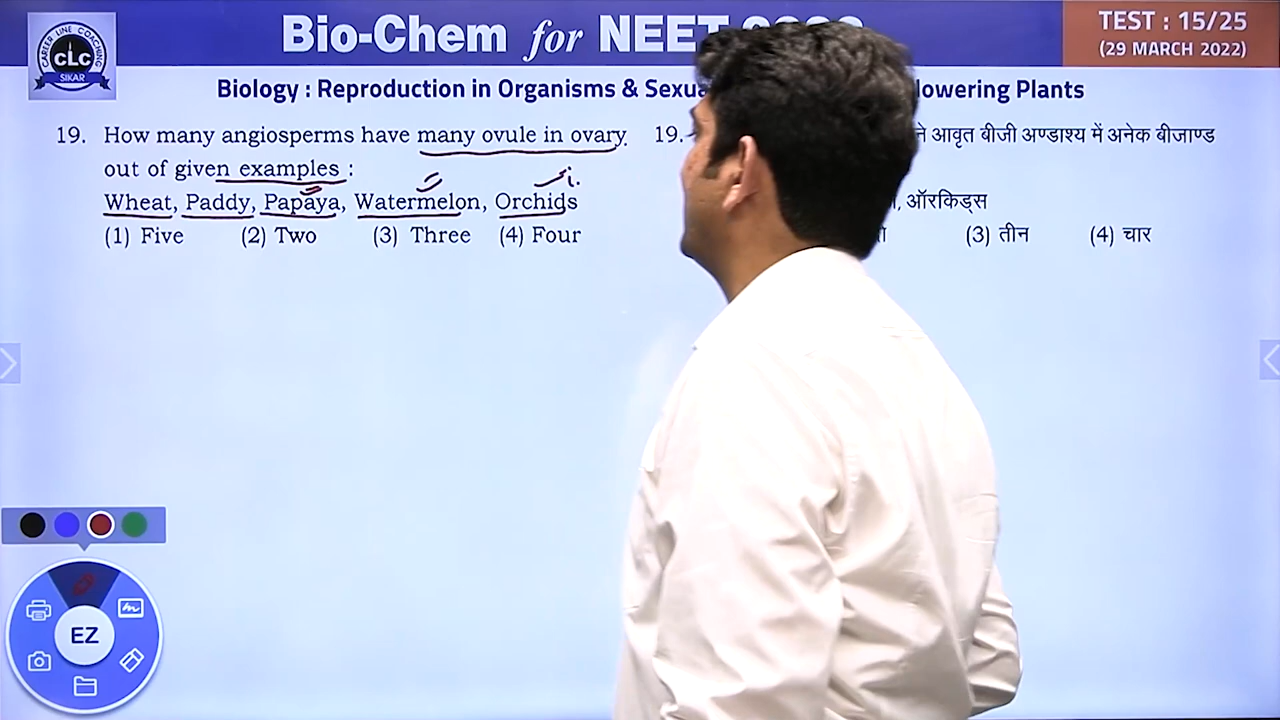 CAREER LINE COACHING
CLC
SIKAR
Bio-Chem for NEET
TEST : 15/25
(29 MARCH 2022)
Biology : Reproduction in Organisms & Plants
19. How many angiosperms have many ovule in ovary
out of given examples :
Wheat, Paddy, Papaya, Watermelon, Orchids
(1) Five (2) Two (3) Three (4) Four
19. आवृत बीजी अण्डाश्य में अनेक बीजाण्ड
ऑरकिड्स
(3) तीन (4) चार
EZ